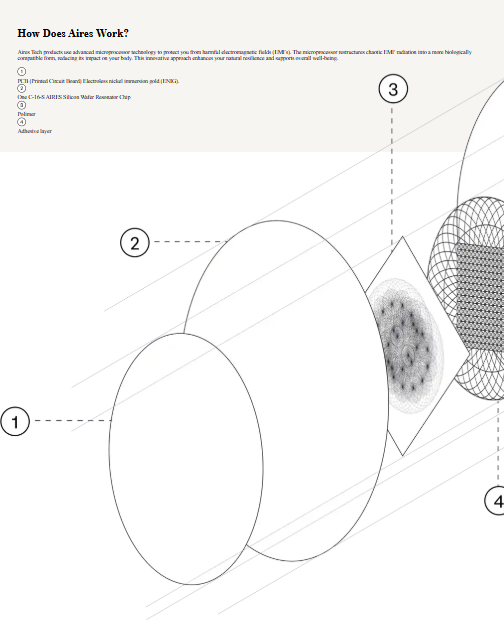 How Does Aires Work?
Aires Tech products use advanced microprocessor technology to protect you from harmful electromagnetic fields (EMFs). The microprocessor restructures chaotic EMF radiation into a more biologically
compatible form, reducing its impact on your body. This innovative approach enhances your natural resilience and supports overall well-being.
1
PCB (Printed Circuit Board) Electroless nickel immersion gold (ENIG).
2
One C-16-S AIRES Silicon Wafer Resonator Chip
3
Polimer
4
Adhesive layer
3
2
1
4